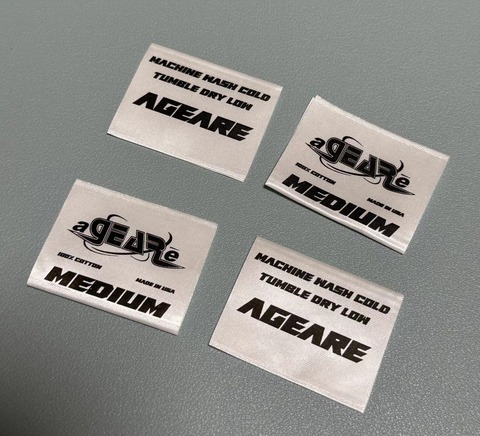 MACHINE WASH COLD
TUMBLE DRY LOW
AGEARE
aGEARe
100% COTTON
MADE IN USA
MEDIUM
aGEARe
100% COTTON
MADE IN USA
MEDIUM
MACHINE WASH COLD
TUMBLE DRY LOW
AGEARE